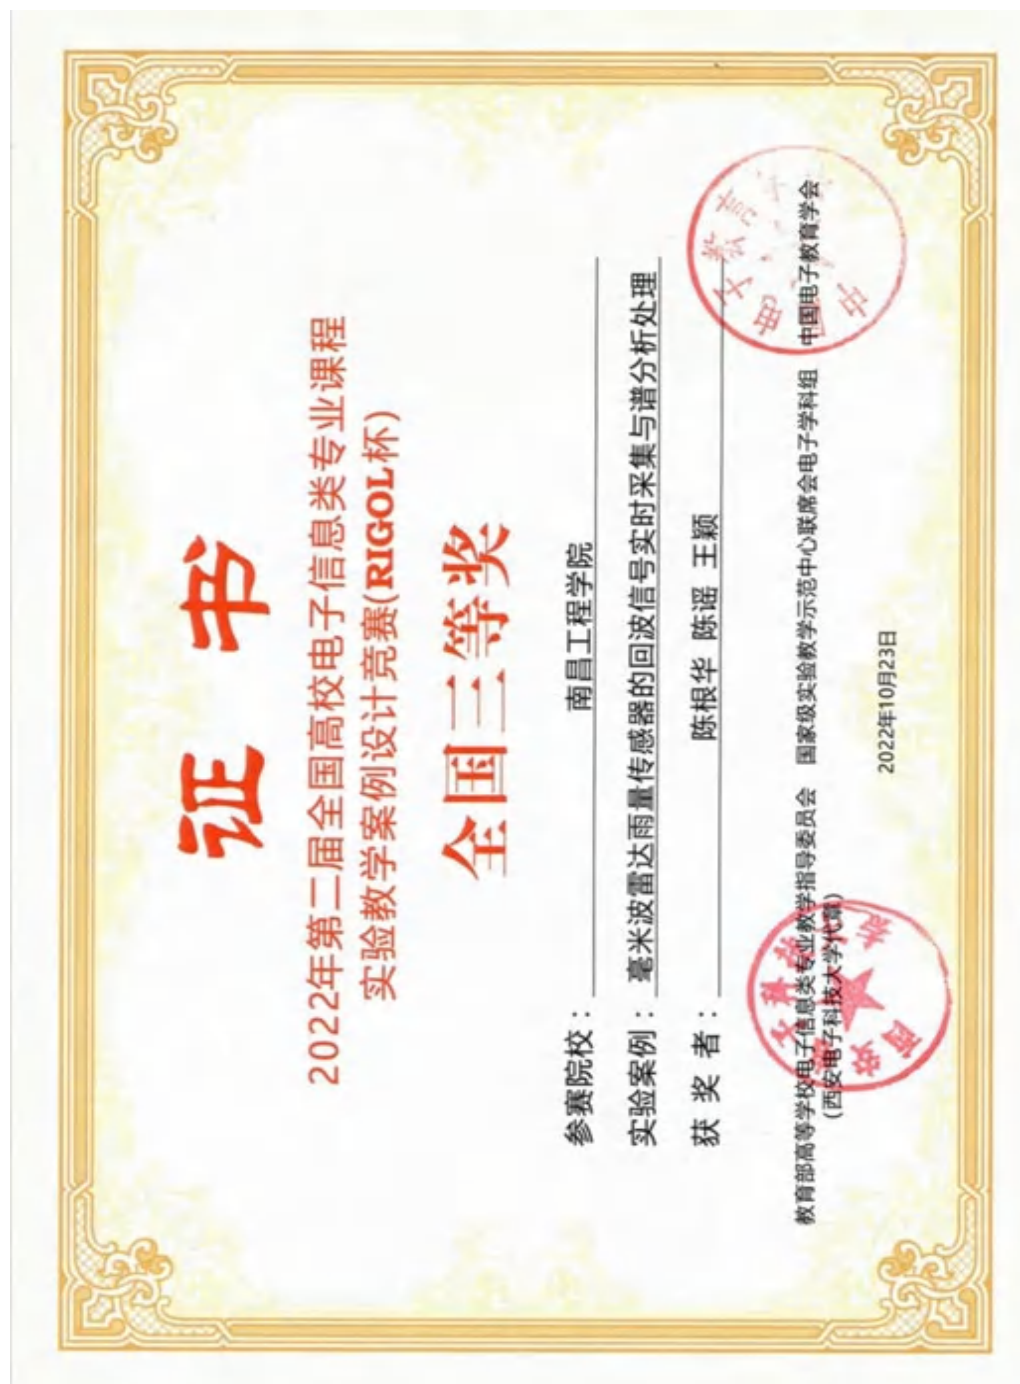 证书
2022年第二届全国高校电子信息类专业课程
实验教学案例设计竞赛(RIGOL杯)
全国三等奖
参赛院校： 南昌工程学院
实验案例： 毫米波雷达雨量传感器的回波信号实时采集与谱分析处理
获奖者： 陈根华 陈谣 王颖
教育部高等学校电子信息类专业教学指导委员会 国家级实验教学示范中心联席会电子学科组 中国电子教育学会
(西安电子科技大学代章)
2022年10月23日